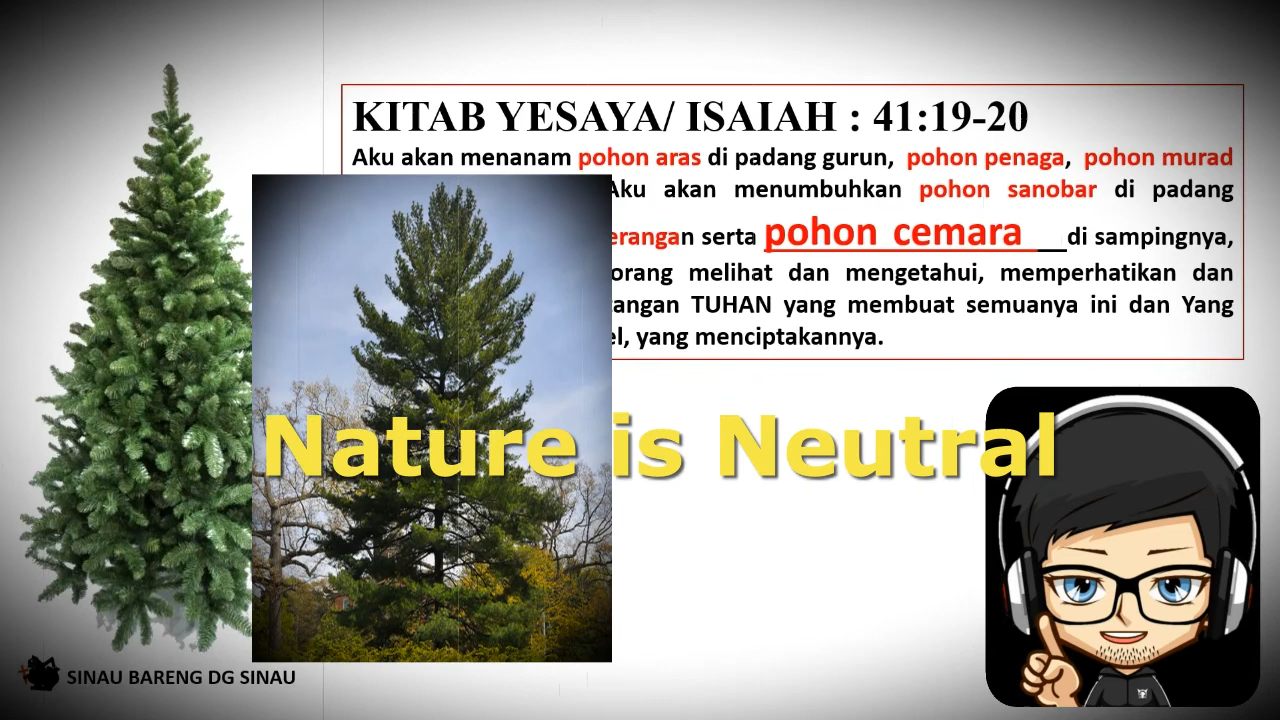 KITAB YESAYA/ ISAIAH : 41:19-20
Aku akan menanam pohon aras di padang gurun, pohon penaga, pohon murad
Aku akan menumbuhkan pohon sanobar di padang
erangan serta pohon cemara di sampingnya,
orang melihat dan mengetahui, memperhatikan dan
tangan TUHAN yang membuat semuanya ini dan Yang
el, yang menciptakannya.
Nature is Neutral
SINAU BARENG DG SINAU